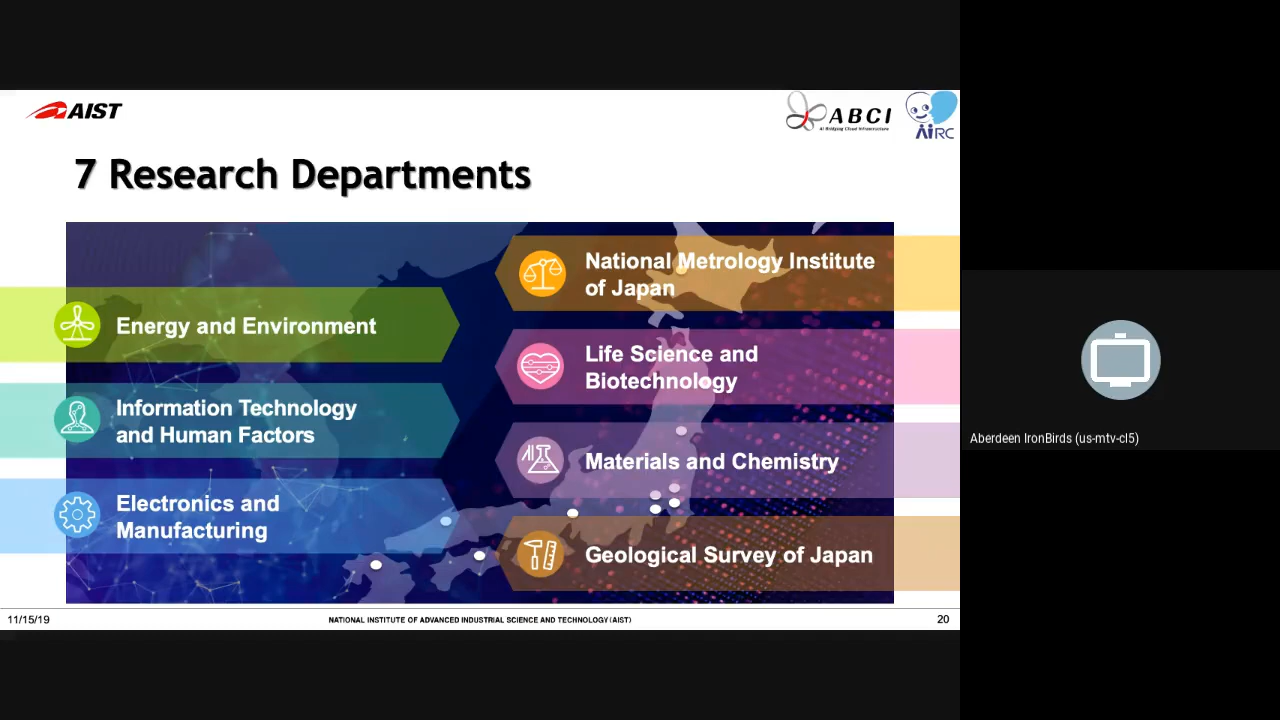 AIST
ABCI
AI Bridging Cloud Infrastructure
AIRC
7 Research Departments
Energy and Environment
Information Technology
and Human Factors
Electronics and
Manufacturing
National Metrology Institute
of Japan
Life Science and
Biotechnology
Materials and Chemistry
Geological Survey of Japan
11/15/19
NATIONAL INSTITUTE OF ADVANCED INDUSTRIAL SCIENCE AND TECHNOLOGY (AIST)
20
Aberdeen IronBirds (us-mtv-cl5)